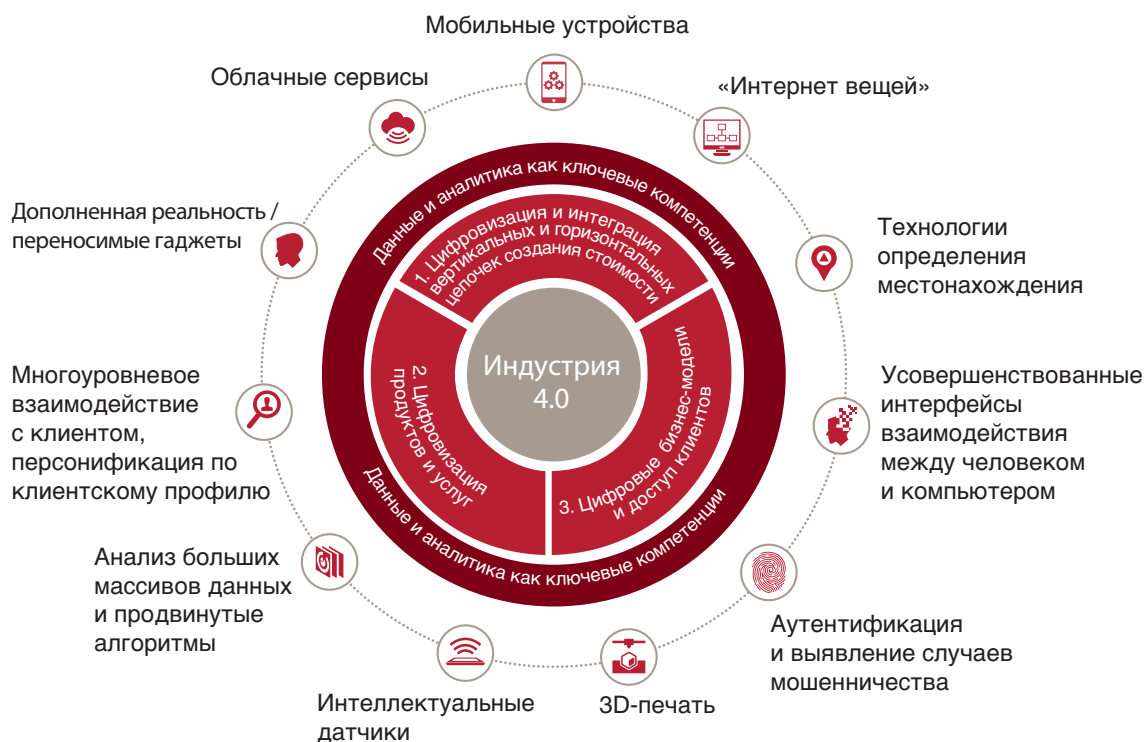 Мобильные устройства
Облачные сервисы
«Интернет вещей»
Дополненная реальность /
переносимые гаджеты
Технологии
определения
местонахождения
Многоуровневое
взаимодействие
с клиентом,
персонификация по
клиентскому профилю
Усовершенствованные
интерфейсы
взаимодействия
между человеком
и компьютером
Анализ больших
массивов данных
и продвинутые
алгоритмы
Аутентификация
и выявление случаев
мошенничества
Интеллектуальные
датчики
3D-печать
Данные и аналитика как ключевые компетенции
1. Цифровизация и интеграция
вертикальных и горизонтальных
цепочек создания стоимости
2. Цифровизация
продуктов и услуг
3. Цифровые бизнес-модели
и доступ клиентов
Индустрия
4.0
Данные и аналитика как ключевые компетенции